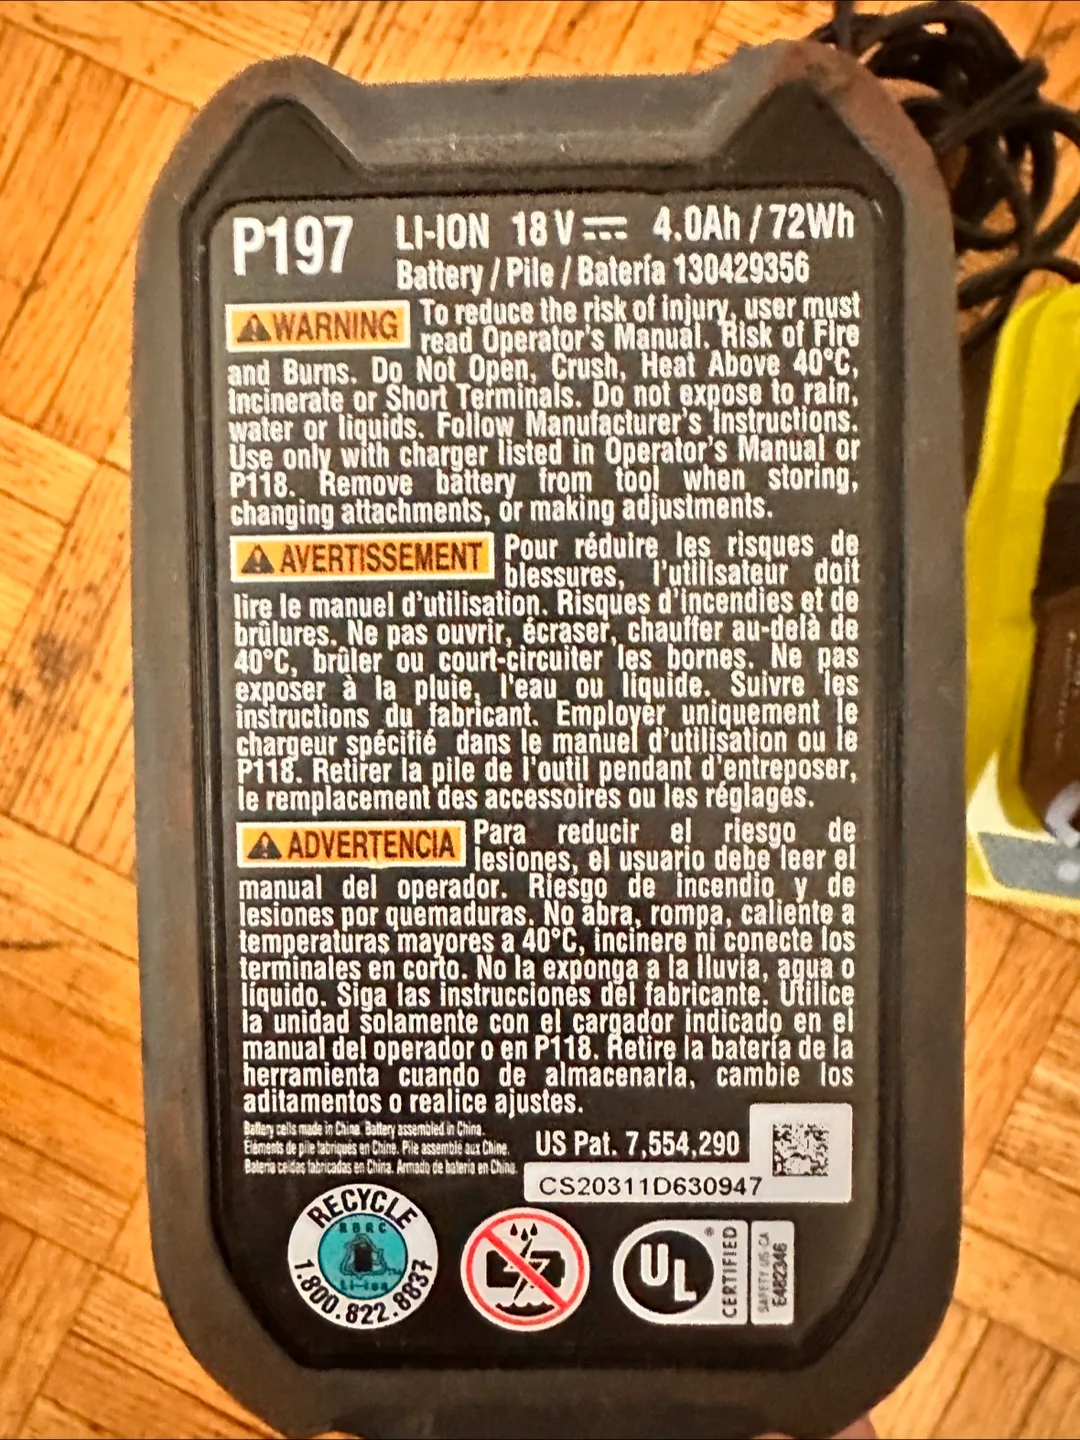 P197 LI-ION 18V 4.0Ah / 72Wh
Battery / Pile / Batería 130429356
WARNING To reduce the risk of injury, user must
read Operator's Manual. Risk of Fire
and Burns. Do Not Open, Crush, Heat Above 40°C,
Incinerate or Short Terminals. Do not expose to rain,
water or liquids. Follow Manufacturer's Instructions.
Use only with charger listed in Operator's Manual or
P118. Remove battery from tool when storing,
changing attachments, or making adjustments.
AVERTISSEMENT Pour réduire les risques de
blessures, l'utilisateur doit
lire le manuel d'utilisation. Risques d'incendies et de
brûlures. Ne pas ouvrir, écraser, chauffer au-delà de
40°C, brûler ou court-circuiter les bornes. Ne pas
exposer à la pluie, l'eau ou liquide. Suivre les
instructions du fabricant. Employer uniquement le
chargeur spécifié dans le manuel d'utilisation ou le
P118. Retirer la pile de l'outil pendant d'entreposer,
le remplacement des accessoires ou les réglages.
ADVERTENCIA Para reducir el riesgo de
lesiones, el usuario debe leer el
manual del operador. Riesgo de incendio y de
lesiones por quemaduras. No abra, rompa, caliente a
temperaturas mayores a 40°C, incinere ni conecte los
terminales en corto. No la exponga a la lluvia, agua o
líquido. Siga las instrucciones del fabricante. Utilice
la unidad solamente con el cargador indicado en el
manual del operador o en P118. Retire la batería de la
herramienta cuando de almacenarla, cambie los
aditamentos o realice ajustes.
Battery cells made in China. Battery assembled in China.
Éléments de pile fabriqués en Chine. Pile assemblé aux Chine.
Batería celdas fabricadas en China. Armado de batería en China.
US Pat. 7,554,290
CS20311D630947
RECYCLE
RBRC
Li-ion
1.800.822.8837
UL
®
CERTIFIED
SAFETY US-CA
E482346